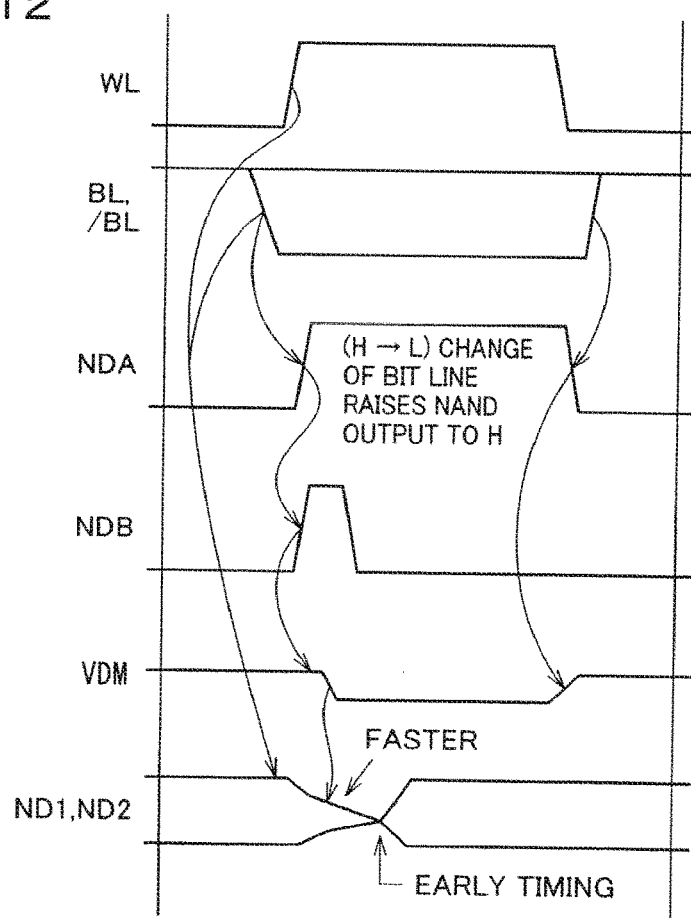 WL
BL,
/BL
NDA
(H → L) CHANGE
OF BIT LINE
RAISES NAND
OUTPUT TO H
NDB
VDM
FASTER
ND1,ND2
EARLY TIMING